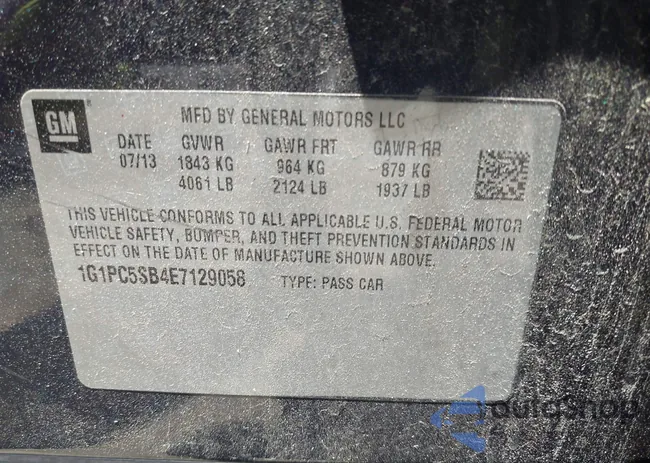 GM
MFD BY GENERAL MOTORS LLC
DATE GVWR GAWR FRT GAWR RR
07/13 1843 KG 964 KG 879 KG
4061 LB 2124 LB 1937 LB
THIS VEHICLE CONFORMS TO ALL APPLICABLE U.S. FEDERAL MOTOR
VEHICLE SAFETY, BUMPER, AND THEFT PREVENTION STANDARDS IN
EFFECT ON THE DATE OF MANUFACTURE SHOWN ABOVE.
1G1PC5SB4E7129058 TYPE: PASS CAR
autoshop